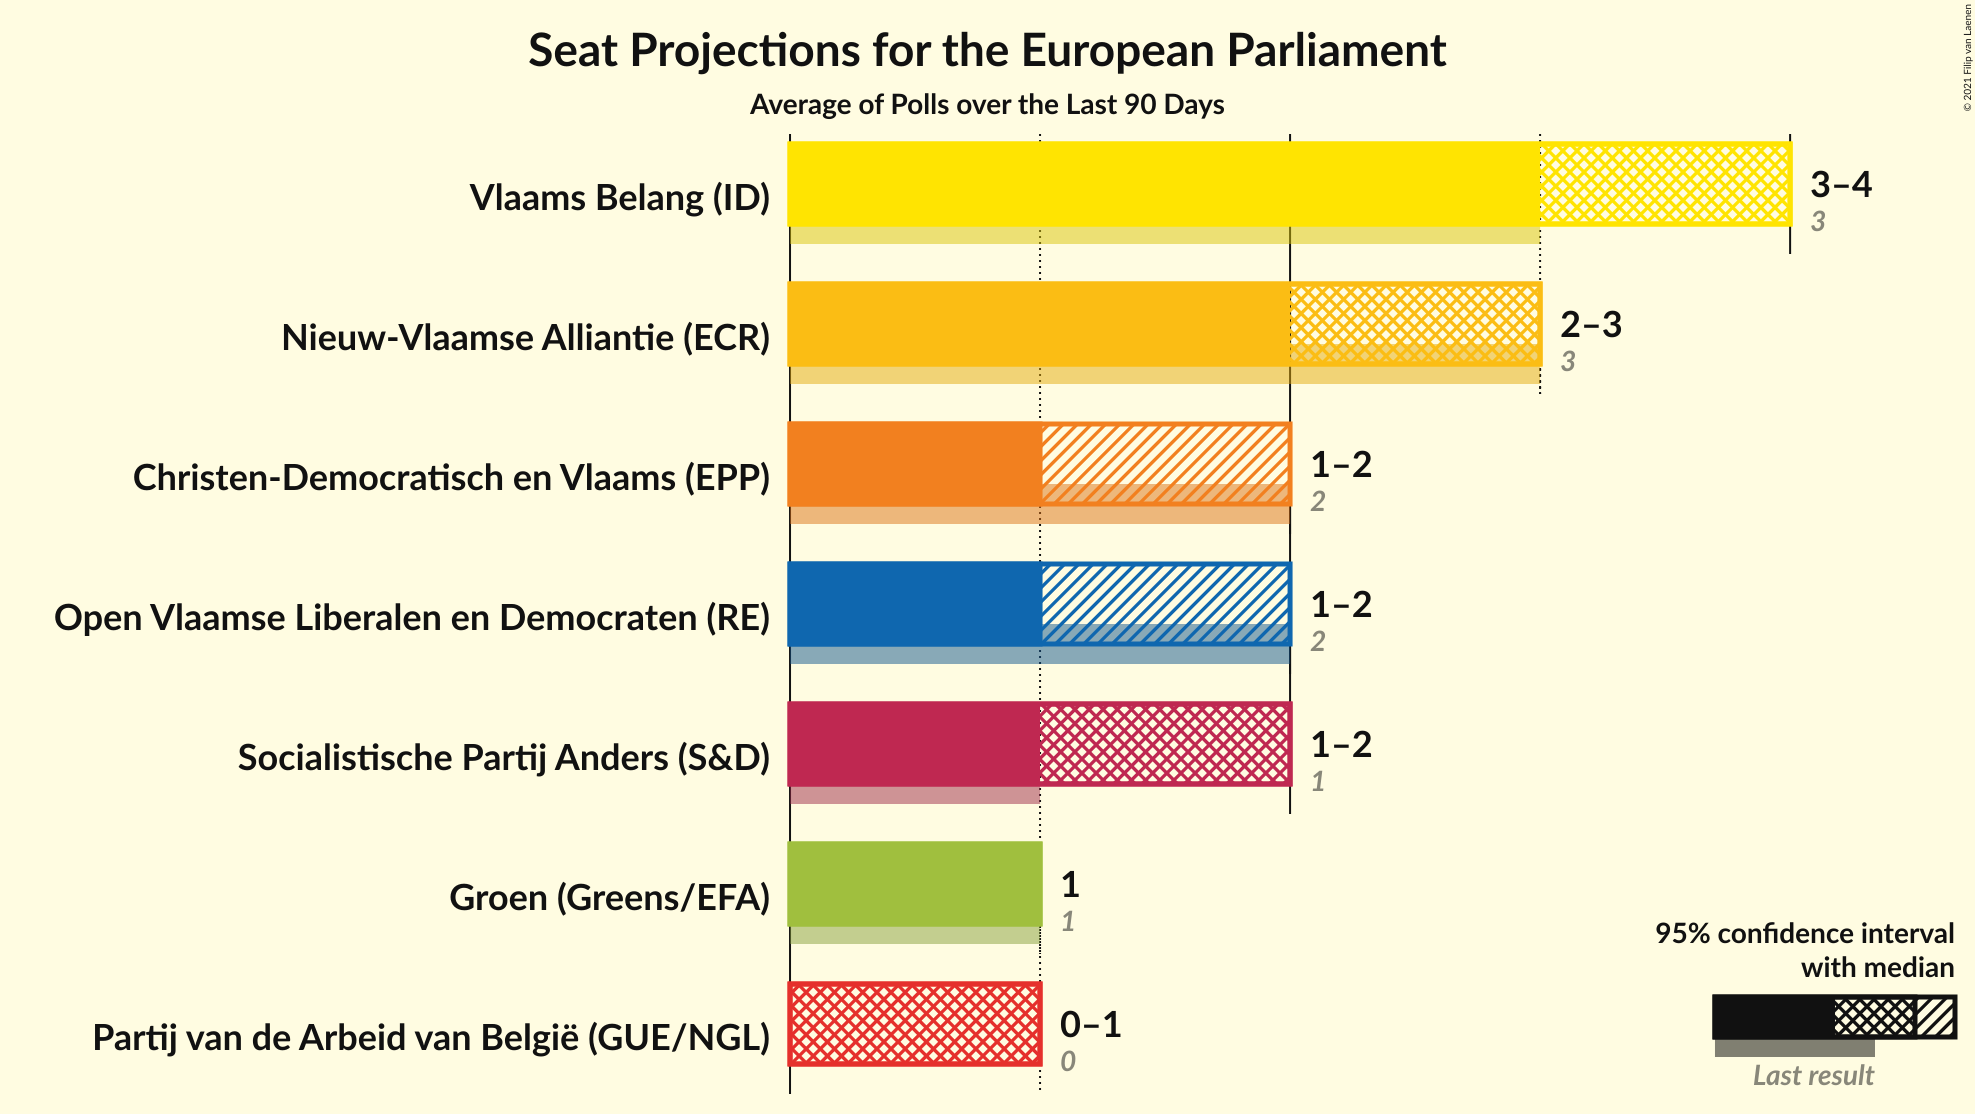 Seat Projections for the European Parliament
Average of Polls over the Last 90 Days
© 2021 Filip van Laenen
Vlaams Belang (ID)
3–4
3
Nieuw-Vlaamse Alliantie (ECR)
2–3
3
Christen-Democratisch en Vlaams (EPP)
1–2
2
Open Vlaamse Liberalen en Democraten (RE)
1–2
2
Socialistische Partij Anders (S&D)
1–2
1
Groen (Greens/EFA)
1
1
Partij van de Arbeid van België (GUE/NGL)
0–1
0
95% confidence interval
with median
Last result